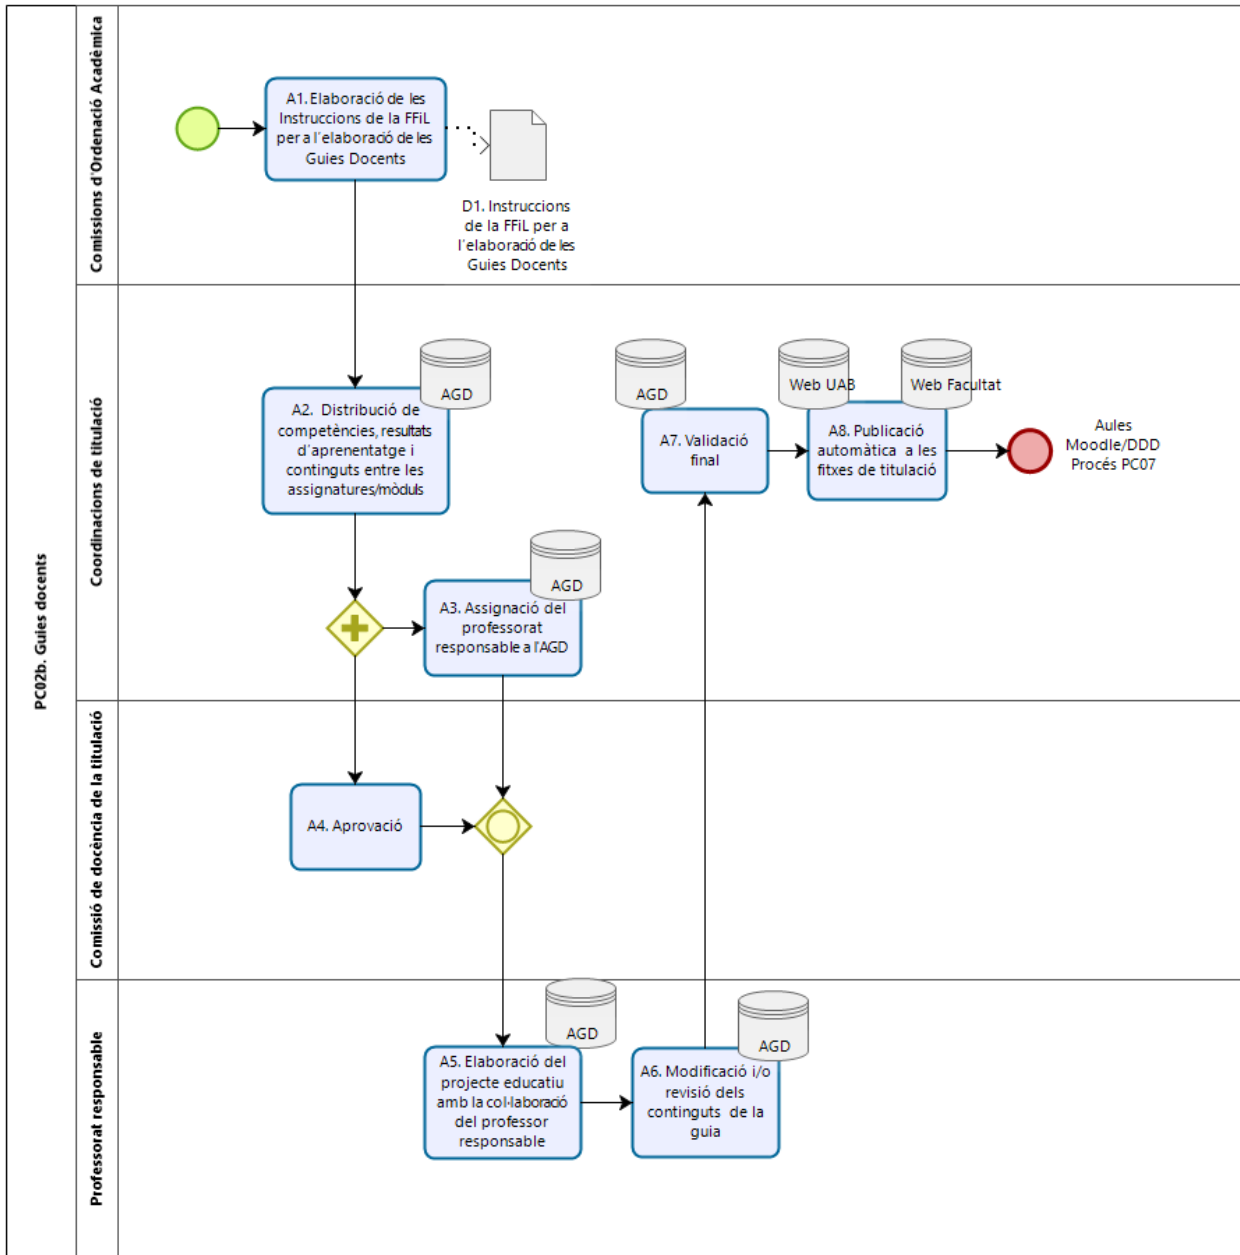 PC02b. Guies docents
Comissions d'Ordenació Acadèmica
A1. Elaboració de les
Instruccions de la FFiL
per a l'elaboració de les
Guies Docents
D1. Instruccions
de la FFiL per a
l'elaboració de les
Guies Docents
Coordinacions de titulació
AGD
A2. Distribució de
competències, resultats
d'aprenentatge i
continguts entre les
assignatures/mòduls
AGD
A7. Validació
final
Web UAB
Web Facultat
A8. Publicació
automàtica a les
fitxes de titulació
Aules
Moodle/DDD
Procés PC07
AGD
A3. Assignació del
professorat
responsable a l'AGD
Comissió de docència de la titulació
A4. Aprovació
Professorat responsable
AGD
A5. Elaboració del
projecte educatiu
amb la col·laboració
del professor
responsable
AGD
A6. Modificació i/o
revisió dels
continguts de la
guia